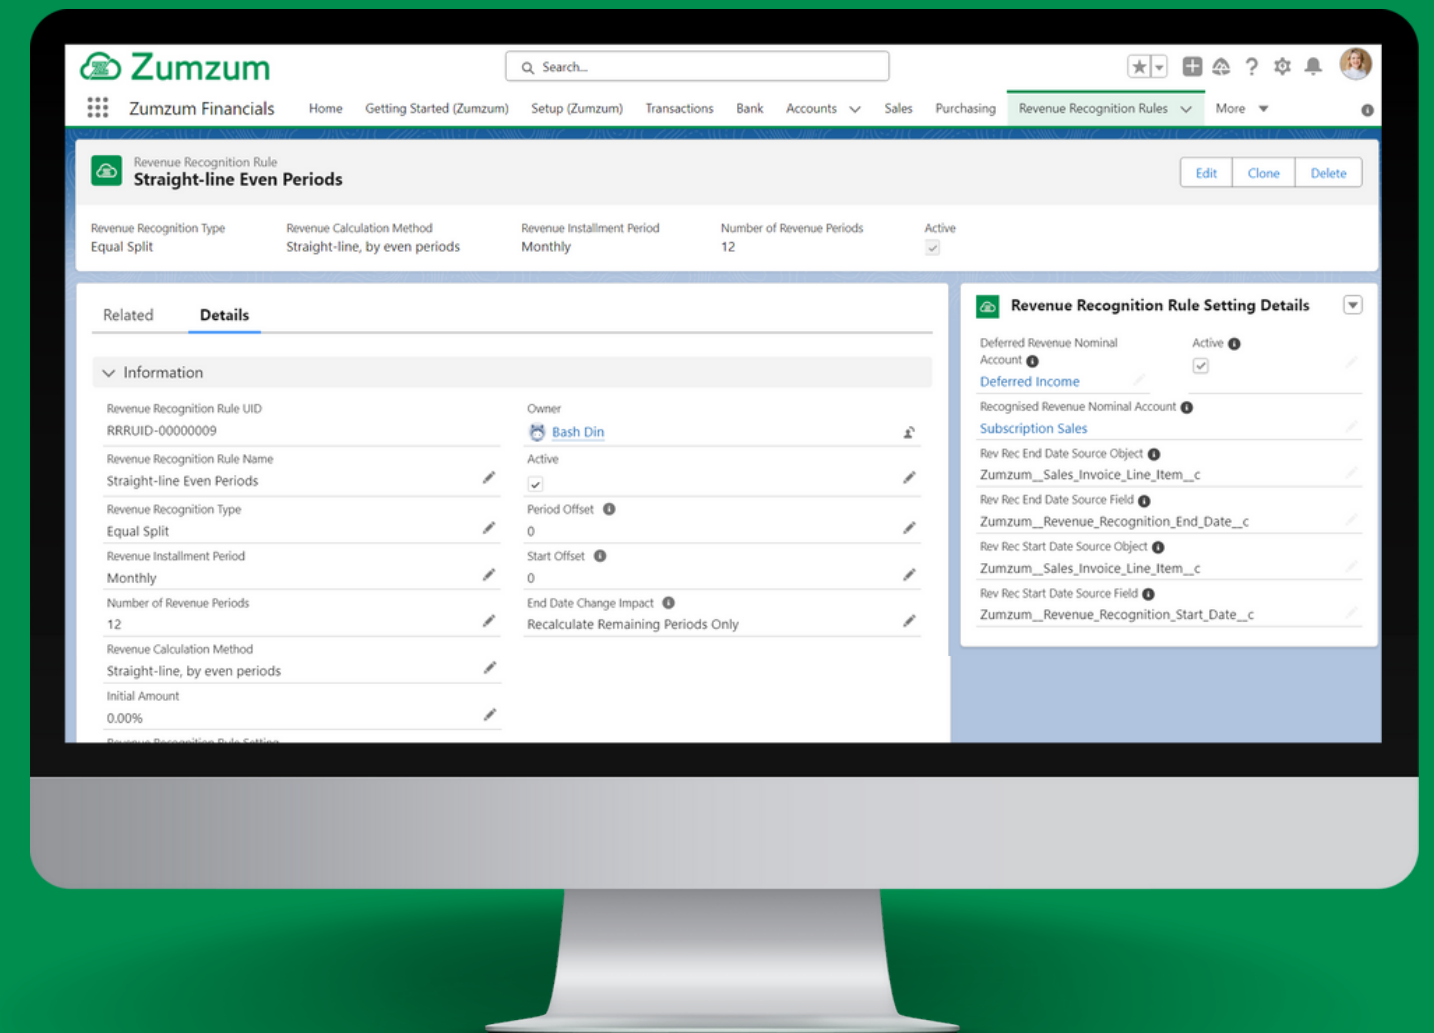 Zumzum
Search...
Zumzum Financials
Home
Getting Started (Zumzum)
Setup (Zumzum)
Transactions
Bank
Accounts
Sales
Purchasing
Revenue Recognition Rules
More
Revenue Recognition Rule
Straight-line Even Periods
Edit
Clone
Delete
Revenue Recognition Type
Equal Split
Revenue Calculation Method
Straight-line, by even periods
Revenue Installment Period
Monthly
Number of Revenue Periods
12
Active
Related
Details
Information
Revenue Recognition Rule UID
RRRUID-00000009
Revenue Recognition Rule Name
Straight-line Even Periods
Revenue Recognition Type
Equal Split
Revenue Installment Period
Monthly
Number of Revenue Periods
12
Revenue Calculation Method
Straight-line, by even periods
Initial Amount
0.00%
Revenue Recognition Rule Setting
Owner
Bash Din
Active
Period Offset
0
Start Offset
0
End Date Change Impact
Recalculate Remaining Periods Only
Revenue Recognition Rule Setting Details
Deferred Revenue Nominal
Account
Deferred Income
Active
Recognised Revenue Nominal Account
Subscription Sales
Rev Rec End Date Source Object
Zumzum__Sales_Invoice_Line_Item__c
Rev Rec End Date Source Field
Zumzum__Revenue_Recognition_End_Date__c
Rev Rec Start Date Source Object
Zumzum__Sales_Invoice_Line_Item__c
Rev Rec Start Date Source Field
Zumzum__Revenue_Recognition_Start_Date__c